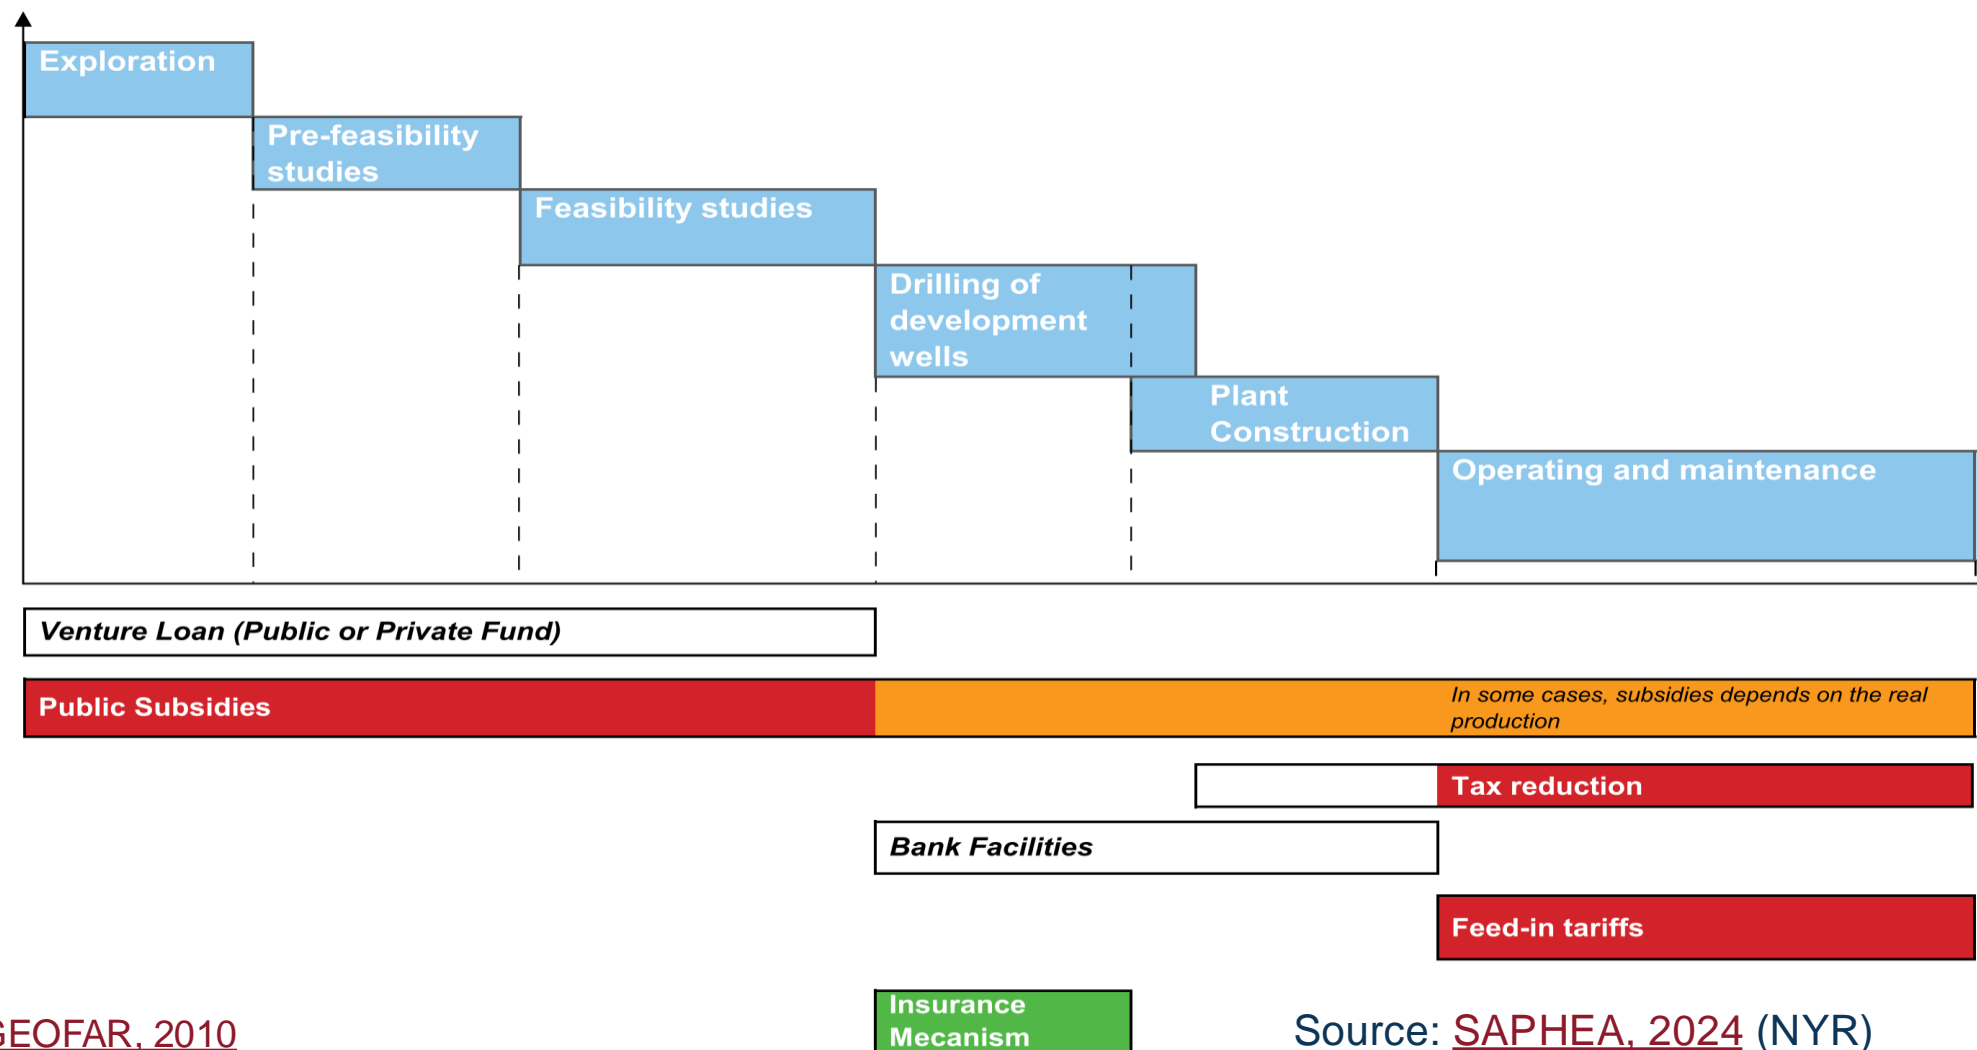 Exploration
Pre-feasibility
studies
Feasibility studies
Drilling of
development
wells
Plant
Construction
Operating and maintenance
Venture Loan (Public or Private Fund)
Public Subsidies
In some cases, subsidies depends on the real
production
Tax reduction
Bank Facilities
Feed-in tariffs
Insurance
Mecanism
GEOFAR, 2010
Source: SAPHEA, 2024 (NYR)